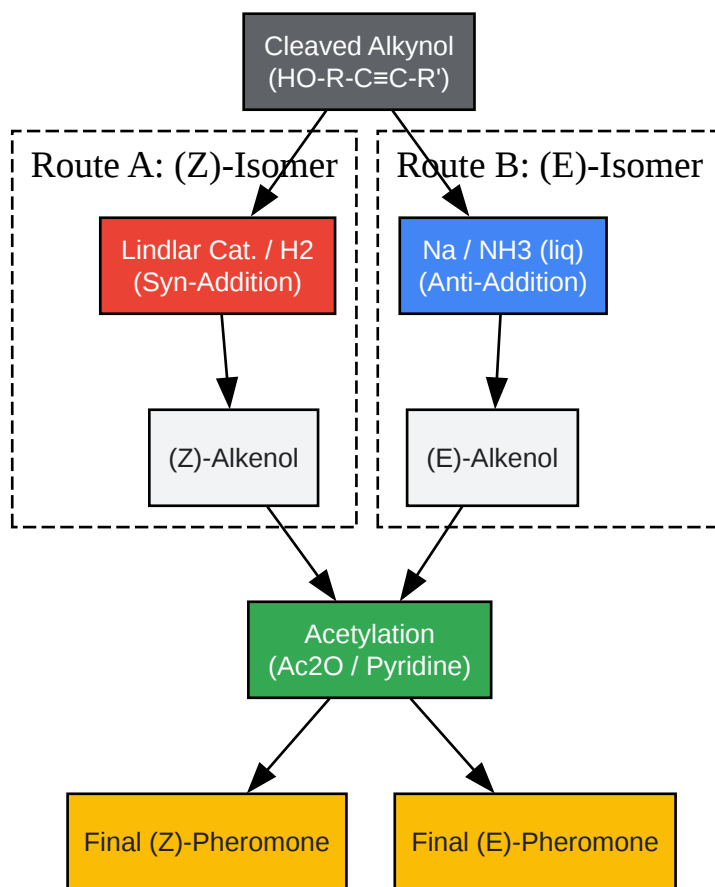 Cleaved Alkynol
(HO-R-C≡C-R')
Route A: (Z)-Isomer
Route B: (E)-Isomer
Lindlar Cat. / H2
(Syn-Addition)
Na / NH3 (liq)
(Anti-Addition)
(Z)-Alkenol
(E)-Alkenol
Acetylation
(Ac2O / Pyridine)
Final (Z)-Pheromone
Final (E)-Pheromone